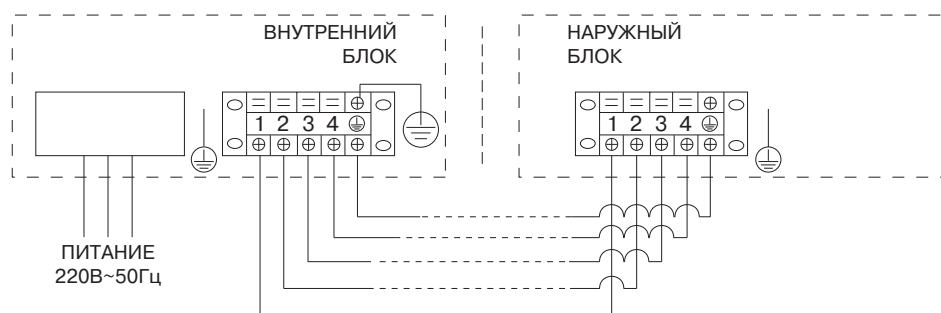 ВНУТРЕННИЙ
БЛОК
НАРУЖНЫЙ
БЛОК
1 2 3 4
1 2 3 4
ПИТАНИЕ
220В~50Гц